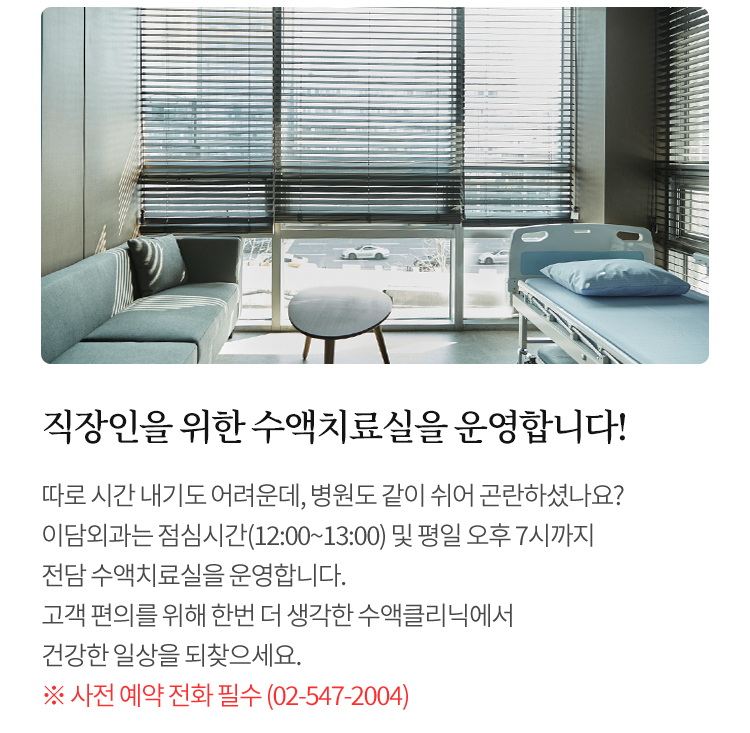 직장인을 위한 수액치료실을 운영합니다!
따로 시간 내기도 어려운데, 병원도 같이 쉬어 곤란하셨나요?
이담외과는 점심시간(12:00~13:00) 및 평일 오후 7시까지
전담 수액치료실을 운영합니다.
고객 편의를 위해 한번 더 생각한 수액클리닉에서
건강한 일상을 되찾으세요.
※ 사전 예약 전화 필수 (02-547-2004)